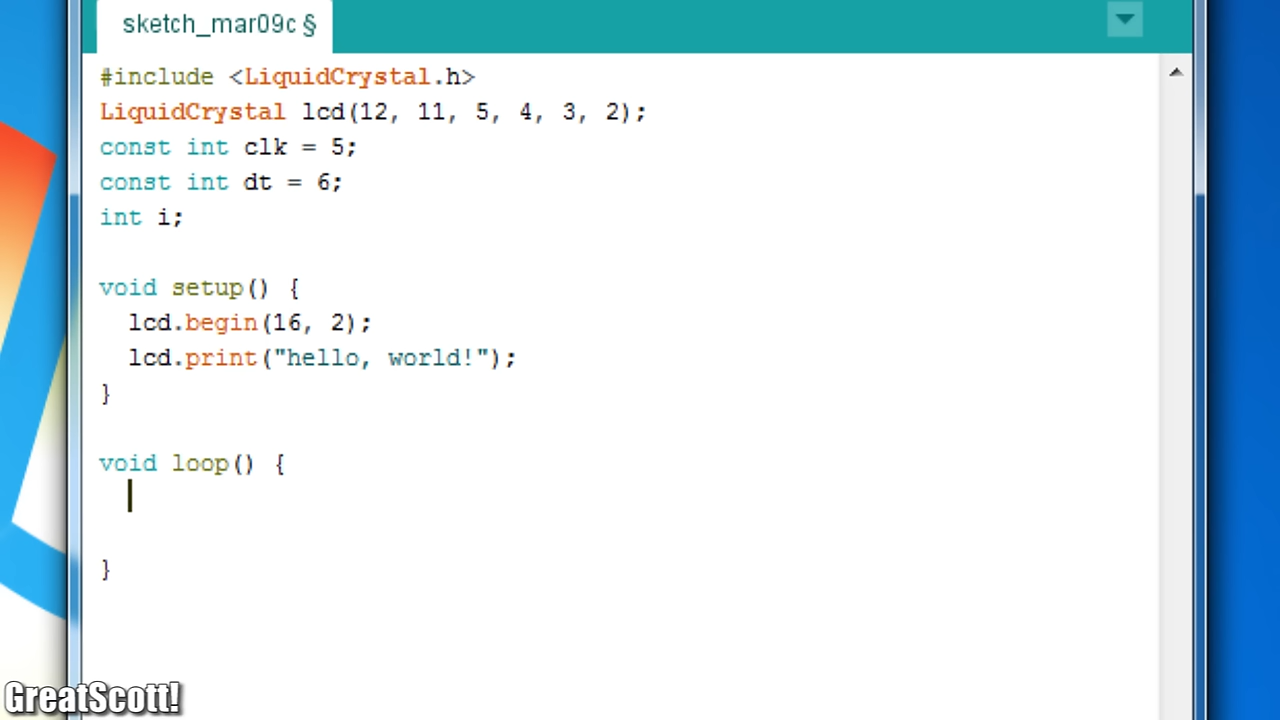 sketch_mar09c §
#include <LiquidCrystal.h>
LiquidCrystal lcd(12, 11, 5, 4, 3, 2);
const int clk = 5;
const int dt = 6;
int i;
void setup() {
  lcd.begin(16, 2);
  lcd.print("hello, world!");
}
void loop() {
}
GreatScott!